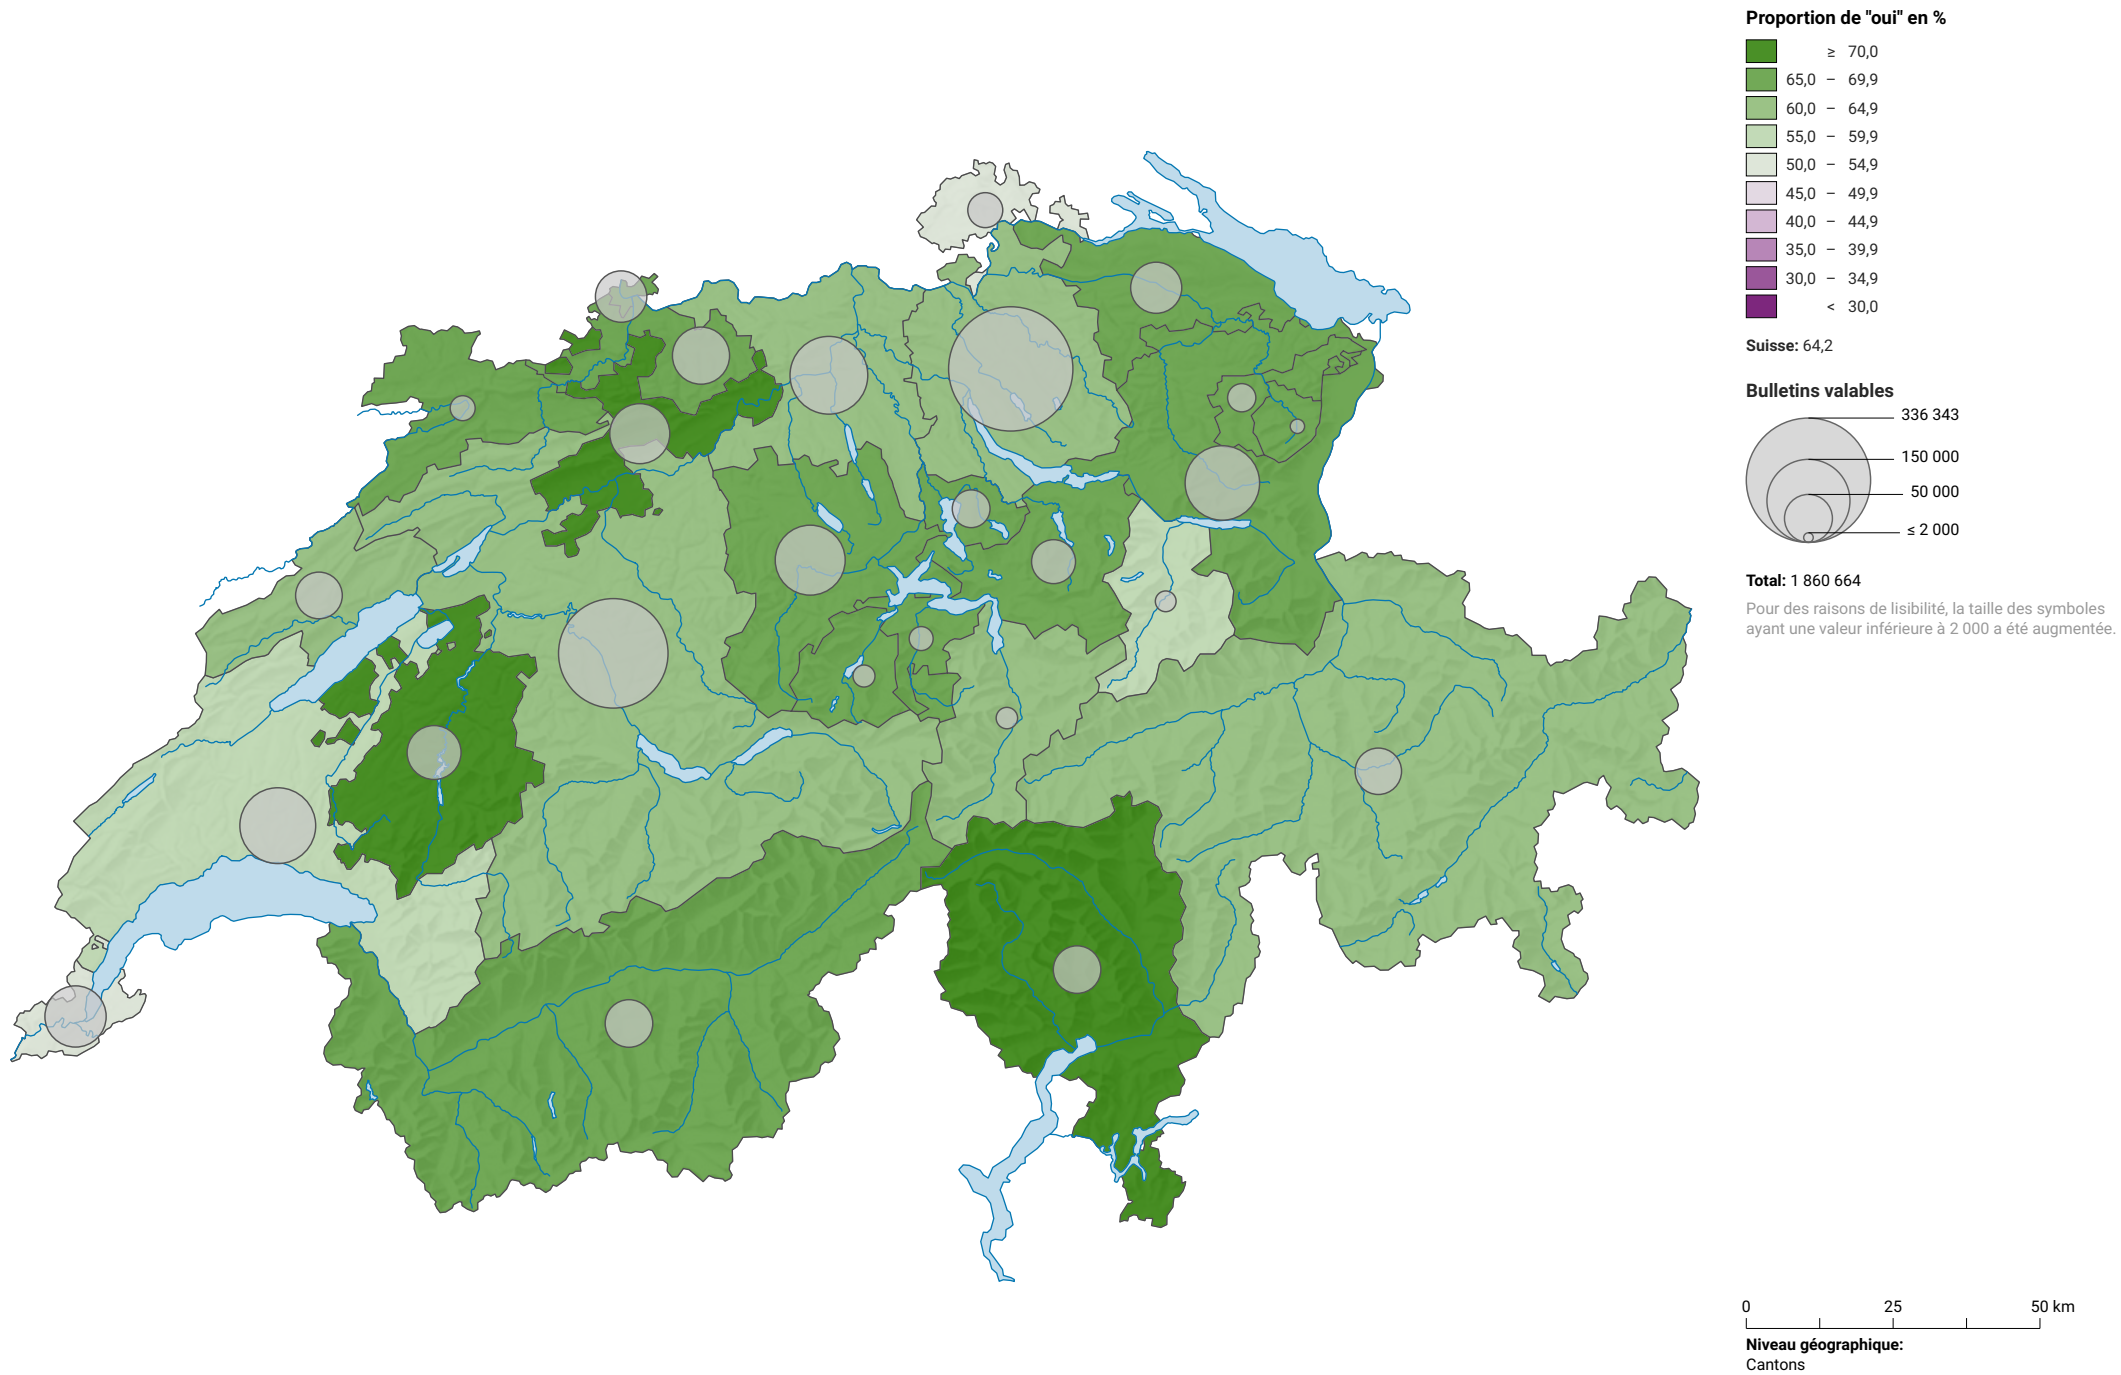 Proportion de "oui" en %
≥ 70,0
65,0 – 69,9
60,0 – 64,9
55,0 – 59,9
50,0 – 54,9
45,0 – 49,9
40,0 – 44,9
35,0 – 39,9
30,0 – 34,9
< 30,0
Suisse: 64,2
Bulletins valables
336 343
150 000
50 000
≤ 2 000
Total: 1 860 664
Pour des raisons de lisibilité, la taille des symboles
ayant une valeur inférieure à 2 000 a été augmentée.
0 25 50 km
Niveau géographique:
Cantons